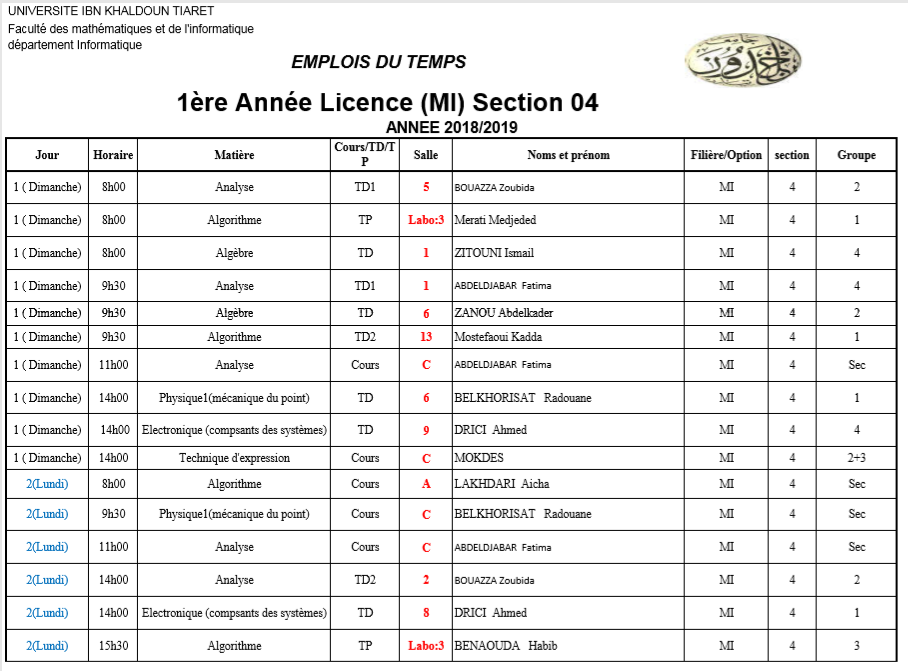 UNIVERSITE IBN KHALDOUN TIARET
Faculté des mathématiques et de l'informatique
département Informatique
EMPLOIS DU TEMPS
1ère Année Licence (MI) Section 04
ANNEE 2018/2019
Jour Horaire Matière Cours/TD/TP Salle Noms et prénom Filière/Option section Groupe
1 ( Dimanche) 8h00 Analyse TD1 5 BOUAZZA Zoubida MI 4 2
1 ( Dimanche) 8h00 Algorithme TP Labo:3 Merati Medjeded MI 4 1
1 ( Dimanche) 8h00 Algèbre TD 1 ZITOUNI Ismail MI 4 4
1 ( Dimanche) 9h30 Analyse TD1 1 ABDELDJABAR Fatima MI 4 4
1 ( Dimanche) 9h30 Algèbre TD 6 ZANOU Abdelkader MI 4 2
1 ( Dimanche) 9h30 Algorithme TD2 13 Mostefaoui Kadda MI 4 1
1 ( Dimanche) 11h00 Analyse Cours C ABDELDJABAR Fatima MI 4 Sec
1 ( Dimanche) 14h00 Physique1(mécanique du point) TD 6 BELKHORISAT Radouane MI 4 1
1 ( Dimanche) 14h00 Electronique (compsants des systèmes) TD 9 DRICI Ahmed MI 4 4
1 ( Dimanche) 14h00 Technique d'expression Cours C MOKDES MI 4 2+3
2(Lundi) 8h00 Algorithme Cours A LAKHDARI Aicha MI 4 Sec
2(Lundi) 9h30 Physique1(mécanique du point) Cours C BELKHORISAT Radouane MI 4 Sec
2(Lundi) 11h00 Analyse Cours C ABDELDJABAR Fatima MI 4 Sec
2(Lundi) 14h00 Analyse TD2 2 BOUAZZA Zoubida MI 4 2
2(Lundi) 14h00 Electronique (compsants des systèmes) TD 8 DRICI Ahmed MI 4 1
2(Lundi) 15h30 Algorithme TP Labo:3 BENAOUDA Habib MI 4 3